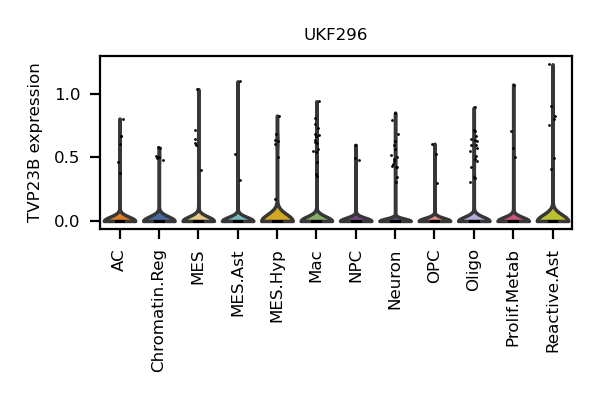 UKF296
TVP23B expression
1.0
0.5
0.0
AC
Chromatin.Reg
MES
MES.Ast
MES.Hyp
Mac
NPC
Neuron
OPC
Oligo
Prolif.Metab
Reactive.Ast